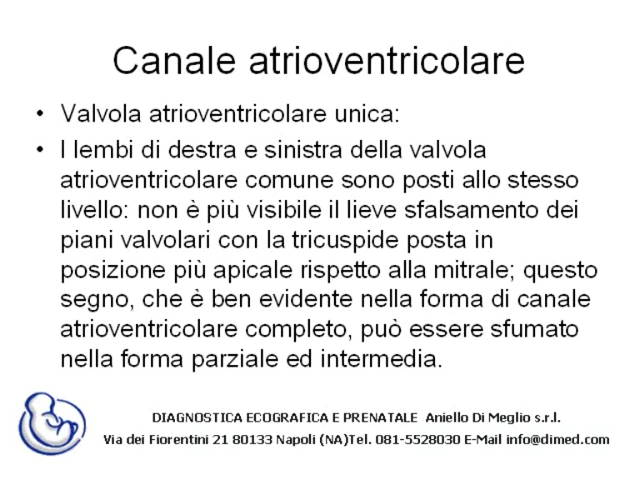 Canale atrioventricolare
• Valvola atrioventricolare unica:
• I lembi di destra e sinistra della valvola
atrioventricolare comune sono posti allo stesso
livello: non è più visibile il lieve sfalsamento dei
piani valvolari con la tricuspide posta in
posizione più apicale rispetto alla mitrale; questo
segno, che è ben evidente nella forma di canale
atrioventricolare completo, può essere sfumato
nella forma parziale ed intermedia.
DIAGNOSTICA ECOGRAFICA E PRENATALE Aniello Di Meglio s.r.l.
Via dei Fiorentini 21 80133 Napoli (NA)Tel. 081-5528030 E-Mail info@dimed.com